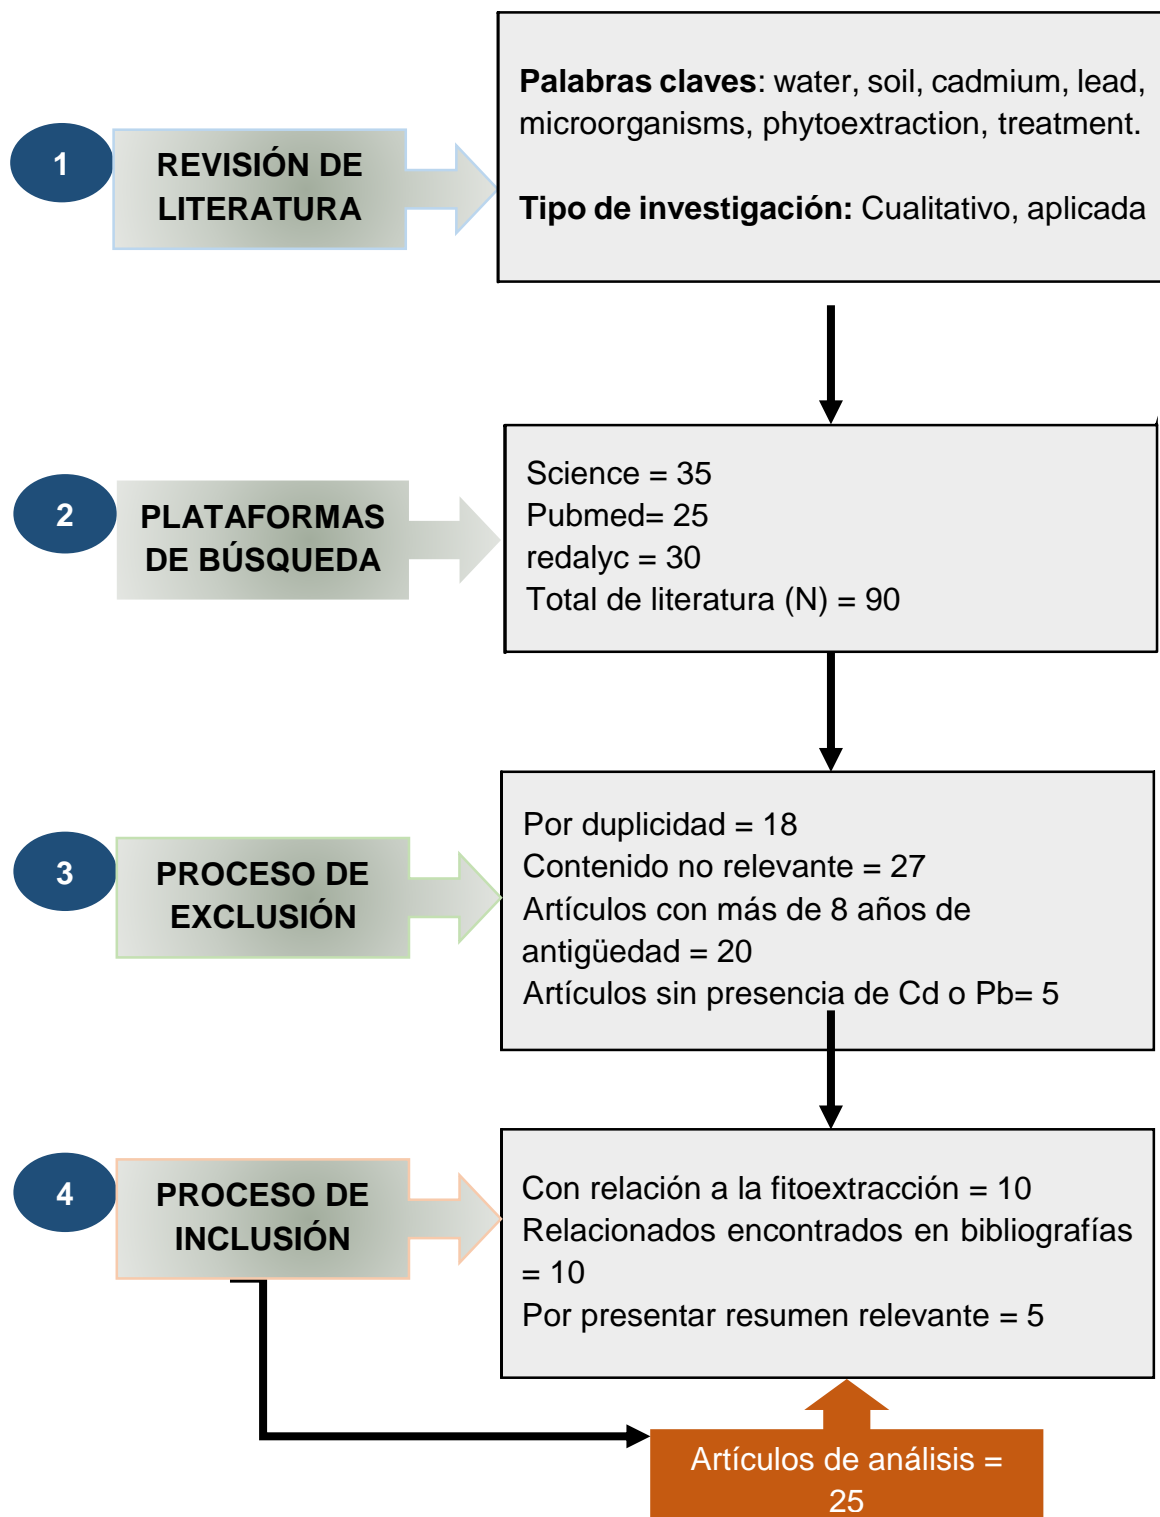 1
REVISIÓN DE
LITERATURA
Palabras claves: water, soil, cadmium, lead,
microorganisms, phytoextraction, treatment.
Tipo de investigación: Cualitativo, aplicada
2
PLATAFORMAS
DE BÚSQUEDA
Science = 35
Pubmed= 25
redalyc = 30
Total de literatura (N) = 90
3
PROCESO DE
EXCLUSIÓN
Por duplicidad = 18
Contenido no relevante = 27
Artículos con más de 8 años de
antigüedad = 20
Artículos sin presencia de Cd o Pb= 5
4
PROCESO DE
INCLUSIÓN
Con relación a la fitoextracción = 10
Relacionados encontrados en bibliografías
= 10
Por presentar resumen relevante = 5
Artículos de análisis =
25